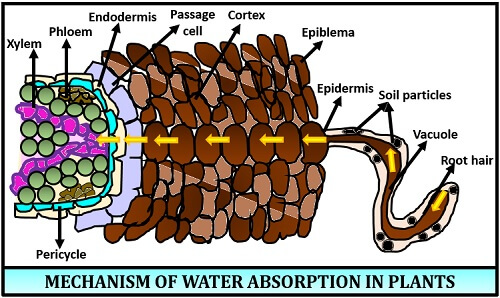 Endodermis
Passage
cell
Cortex
Epiblema
Phloem
Xylem
Epidermis
Soil particles
Vacuole
Root hair
Pericycle
MECHANISM OF WATER ABSORPTION IN PLANTS